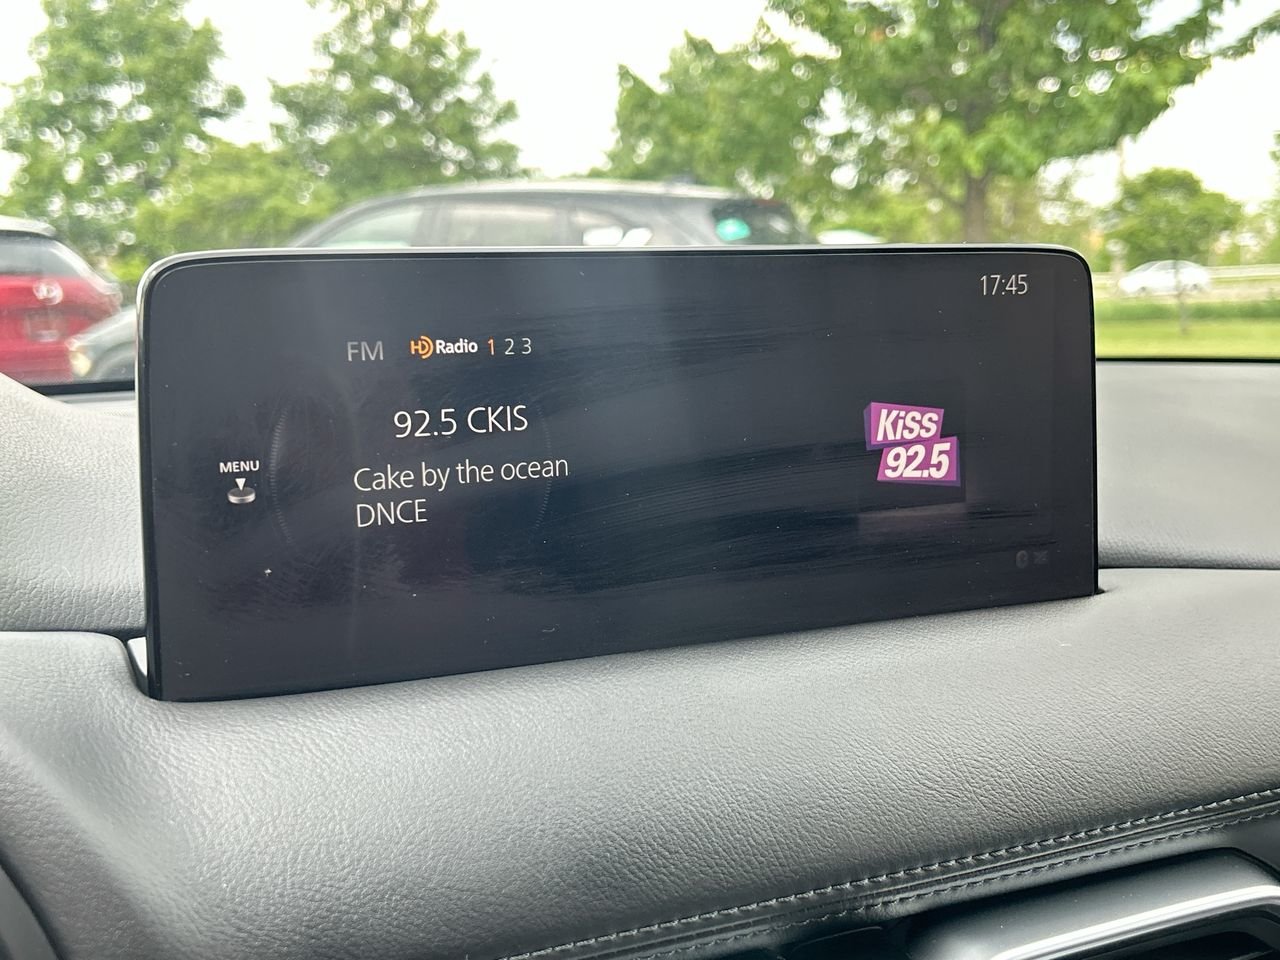 17:45
FM HD Radio 1 2 3
92.5 CKIS
MENU
Cake by the ocean
DNCE
KiSS
92.5